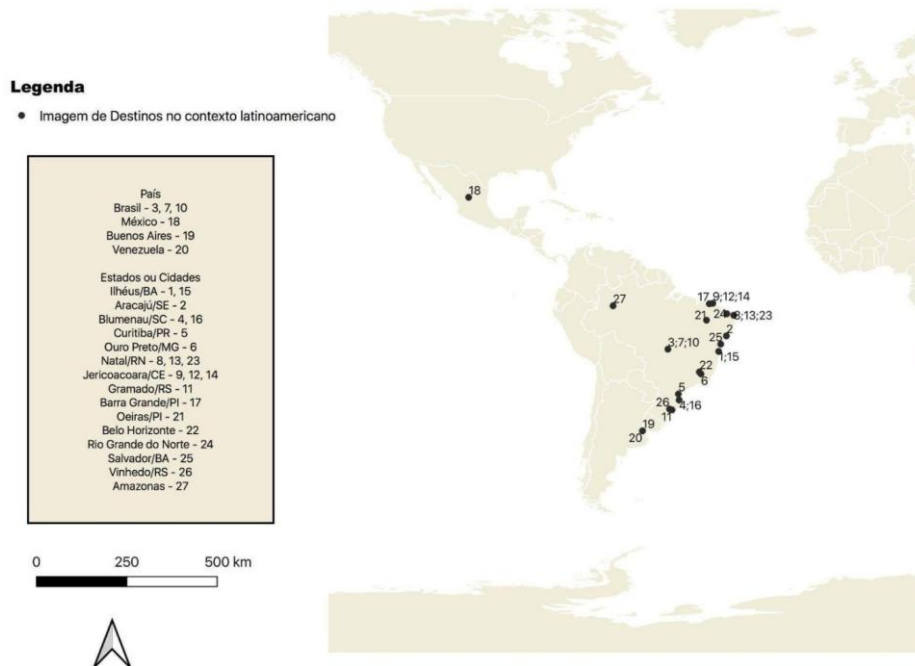 Legenda
Imagem de Destinos no contexto latinoamericano
País
Brasil - 3, 7, 10
México - 18
Buenos Aires - 19
Venezuela - 20
Estados ou Cidades
Ilhéus/BA - 1, 15
Aracajú/SE - 2
Blumenau/SC - 4, 16
Curitiba/PR - 5
Ouro Preto/MG - 6
Natal/RN - 8, 13, 23
Jericoacoara/CE - 9, 12, 14
Gramado/RS - 11
Barra Grande/PI - 17
Oeiras/PI - 21
Belo Horizonte - 22
Rio Grande do Norte - 24
Salvador/BA - 25
Vinhedo/RS - 26
Amazonas - 27
0 250 500 km
18
27
17 9;12;14
21
24 8;13;23
2
25
3;7;10
1;15
22
6
5
4;16
26
11
19
20